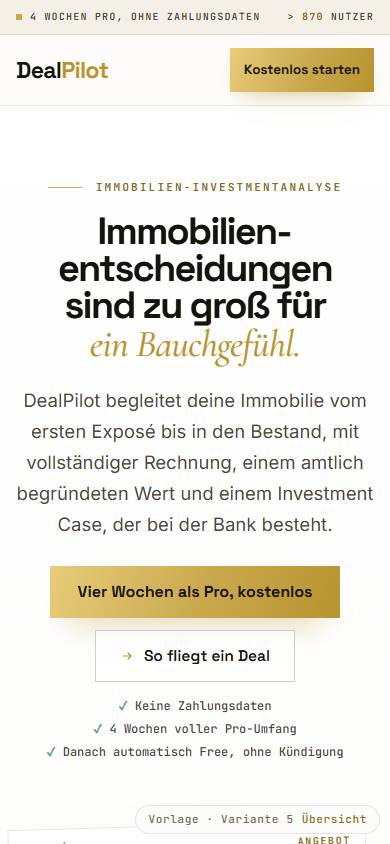 4 WOCHEN PRO, OHNE ZAHLUNGSDATEN > 870 NUTZER
DealPilot Kostenlos starten
IMMOBILIEN-INVESTMENTANALYSE
Immobilien-
entscheidungen
sind zu groß für
ein Bauchgefühl.
DealPilot begleitet deine Immobilie vom
ersten Exposé bis in den Bestand, mit
vollständiger Rechnung, einem amtlich
begründeten Wert und einem Investment
Case, der bei der Bank besteht.
Vier Wochen als Pro, kostenlos
→ So fliegt ein Deal
✓ Keine Zahlungsdaten
✓ 4 Wochen voller Pro-Umfang
✓ Danach automatisch Free, ohne Kündigung
Vorlage · Variante 5 Übersicht
ANGEBOT